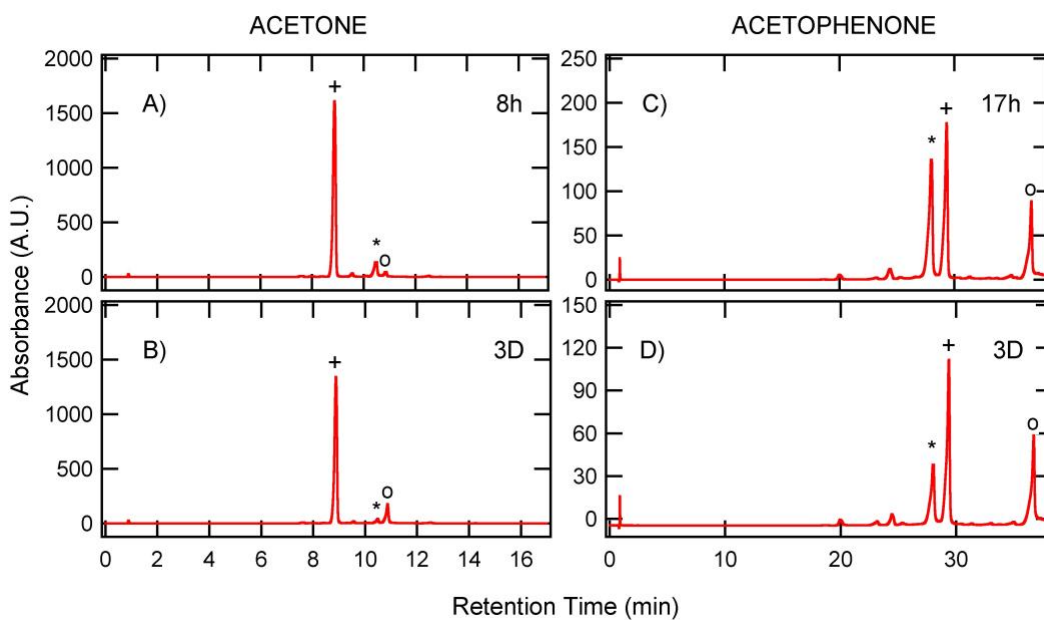 ACETONE
ACETOPHENONE
Absorbance (A.U.)
2000
1500
1000
500
0
A)
8h
+
*
o
250
200
150
100
50
0
C)
17h
*
+
o
2000
1500
1000
500
0
B)
3D
+
*
o
0 2 4 6 8 10 12 14 16
150
120
90
60
30
0
D)
3D
*
+
o
0 20 30
Retention Time (min)